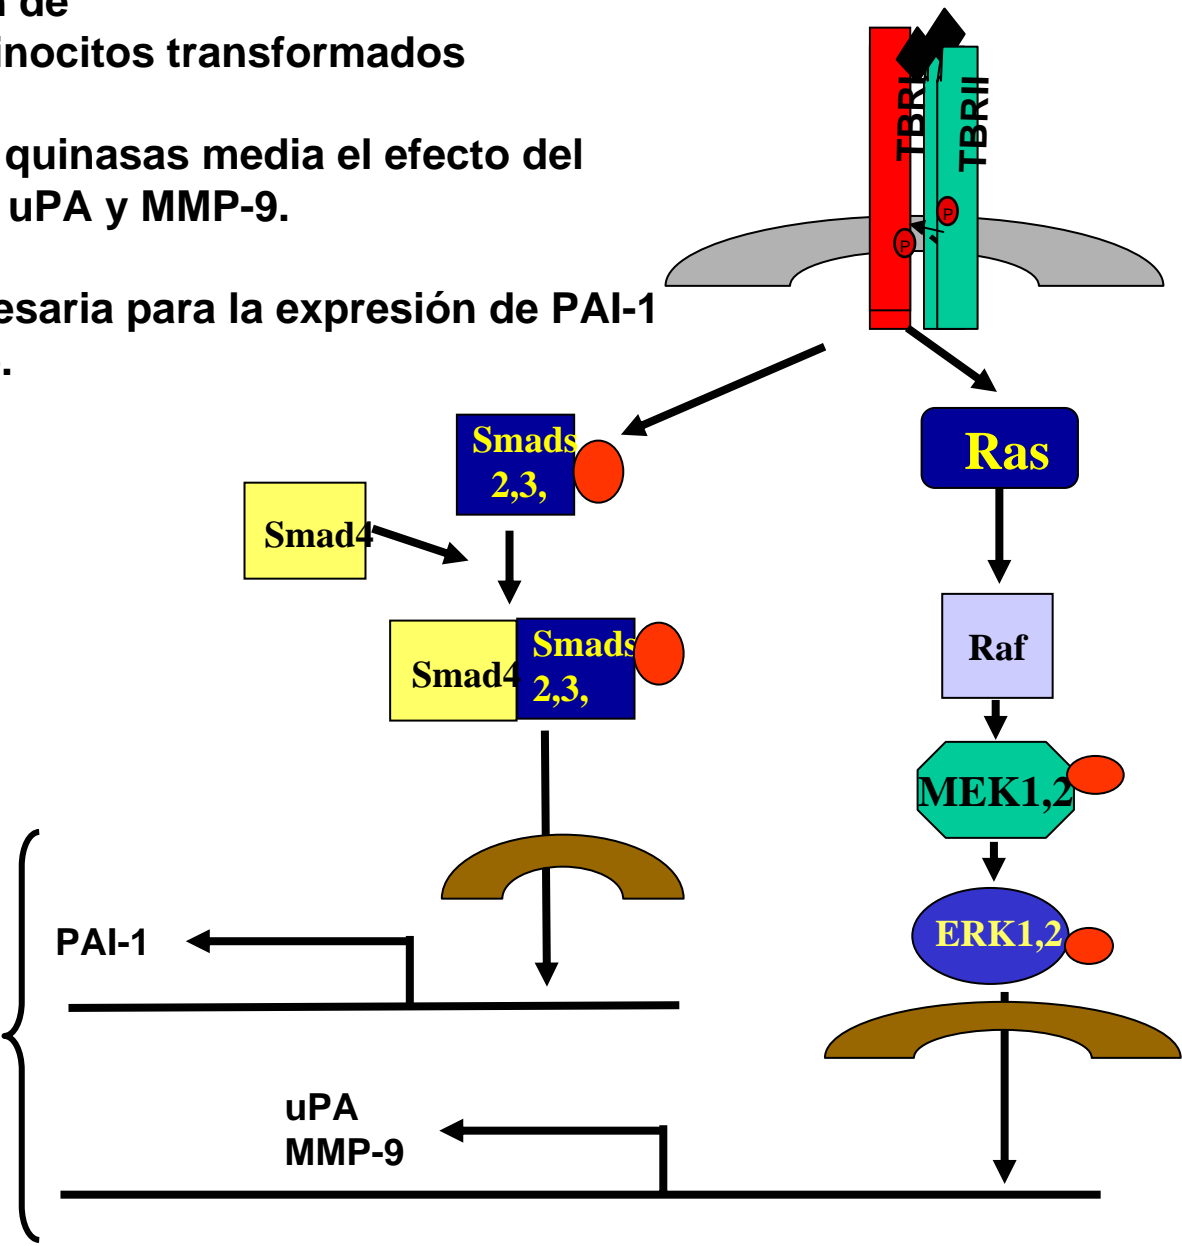 n de
inocitos transformados
quinasas media el efecto del
uPA y MMP-9.
esaria para la expresión de PAI-1
.
TBRI
TBRII
P
P
Smads
2,3,
Ras
Smad4
Smads
2,3,
Smad4
Raf
MEK1,2
ERK1,2
PAI-1
uPA
MMP-9